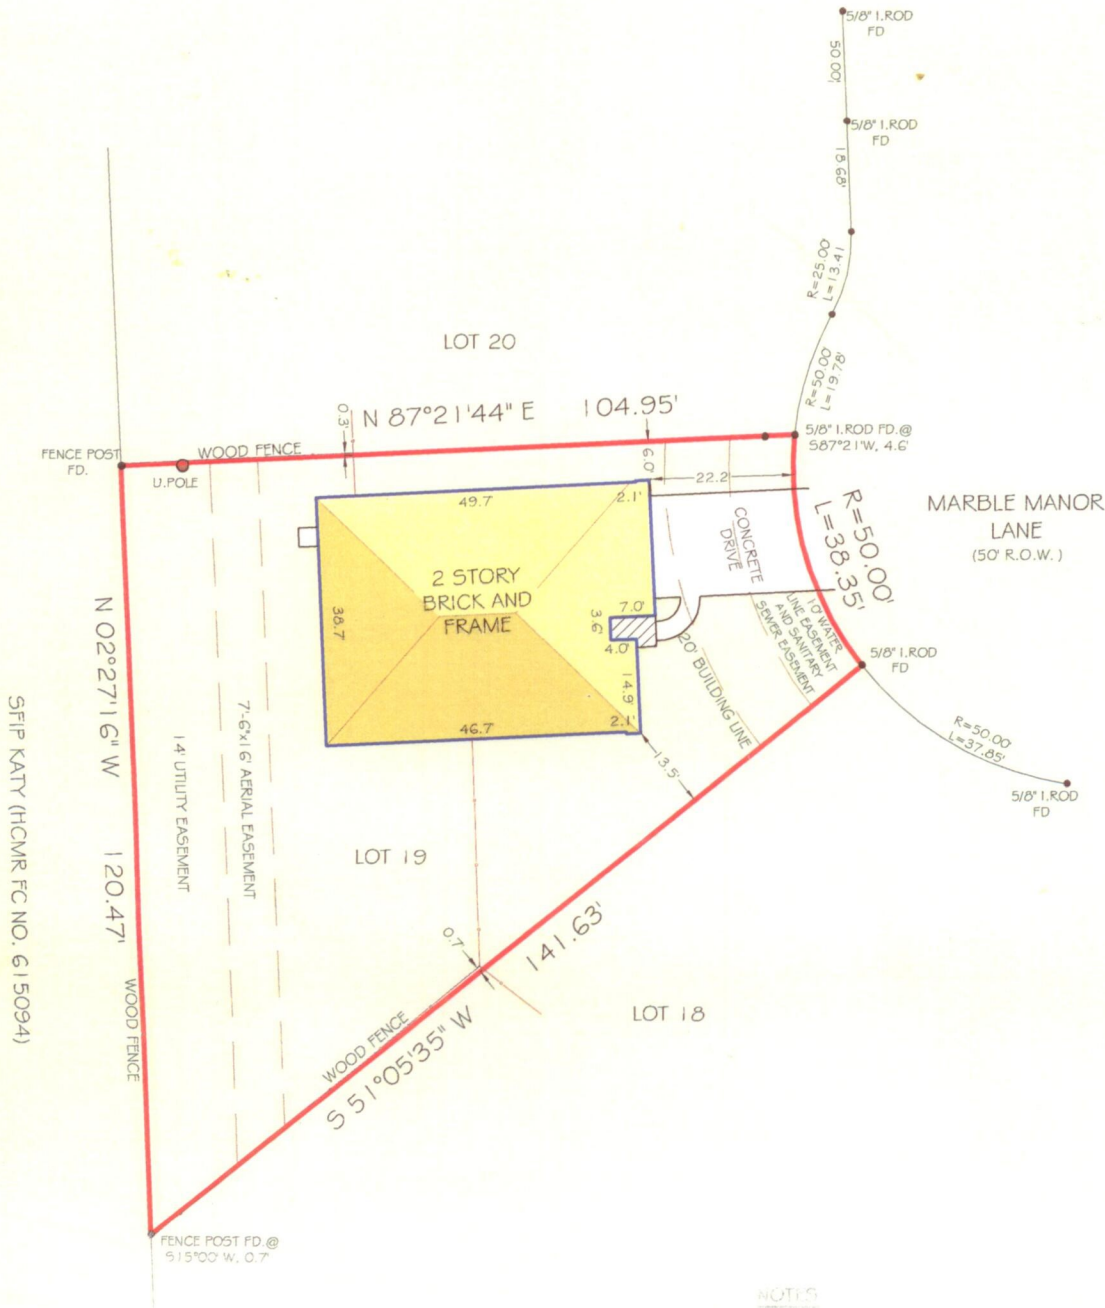 5/8" I.ROD
FD
50.00'
5/8" I.ROD
FD
18.68'
R=25.00
L=13.41
R=50.00
L=19.78'
LOT 20
0.3'
N 87°21'44" E 104.95'
5/8" I.ROD FD.@
S87°21'W, 4.6'
FENCE POST
FD.
WOOD FENCE
U.POLE
6.0'
22.2
49.7
2.1'
MARBLE MANOR
LANE
(50' R.O.W.)
R=50.00'
L=38.35'
CONCRETE
DRIVE
2 STORY
BRICK AND
FRAME
38.7
7.0'
3.6'
4.0'
14.9'
46.7
2.1'
20' BUILDING LINE
10' WATER
LINE EASEMENT
AND SANITARY
SEWER EASEMENT
5/8" I.ROD
FD
R=50.00'
L=37.85'
5/8" I.ROD
FD
13.5'
N 02°27'16" W 120.47'
SFIP KATY (HCMR FC NO. 615094)
14' UTILITY EASEMENT
7'-6"x16' AERIAL EASEMENT
LOT 19
0.7'
141.63'
S 51°05'35" W
WOOD FENCE
WOOD FENCE
LOT 18
FENCE POST FD.@
S15°00' W, 0.7'
NOTES